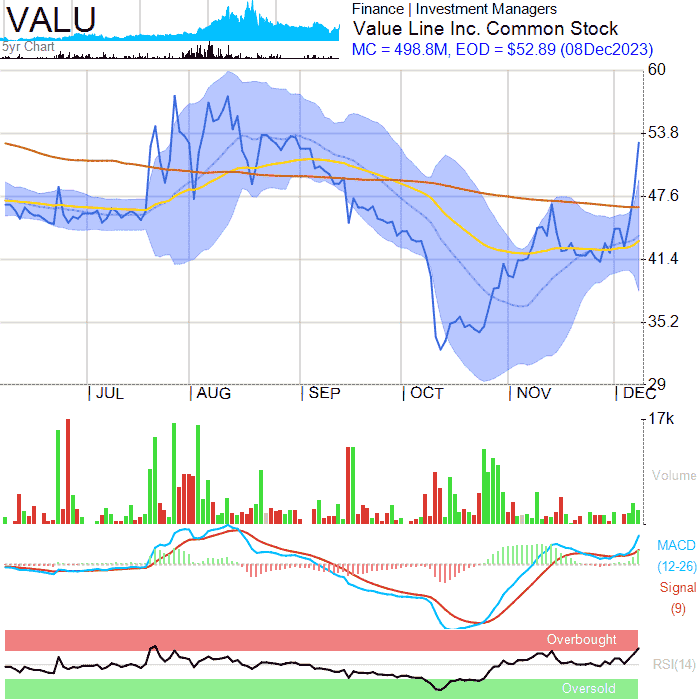 VALU
5yr Chart
Finance | Investment Managers
Value Line Inc. Common Stock
MC = 498.8M, EOD = $52.89 (08Dec2023)
60
53.8
47.6
41.4
35.2
29
JUL
AUG
SEP
OCT
NOV
DEC
17k
Volume
MACD
(12-26)
Signal
(9)
Overbought
RSI(14)
Oversold